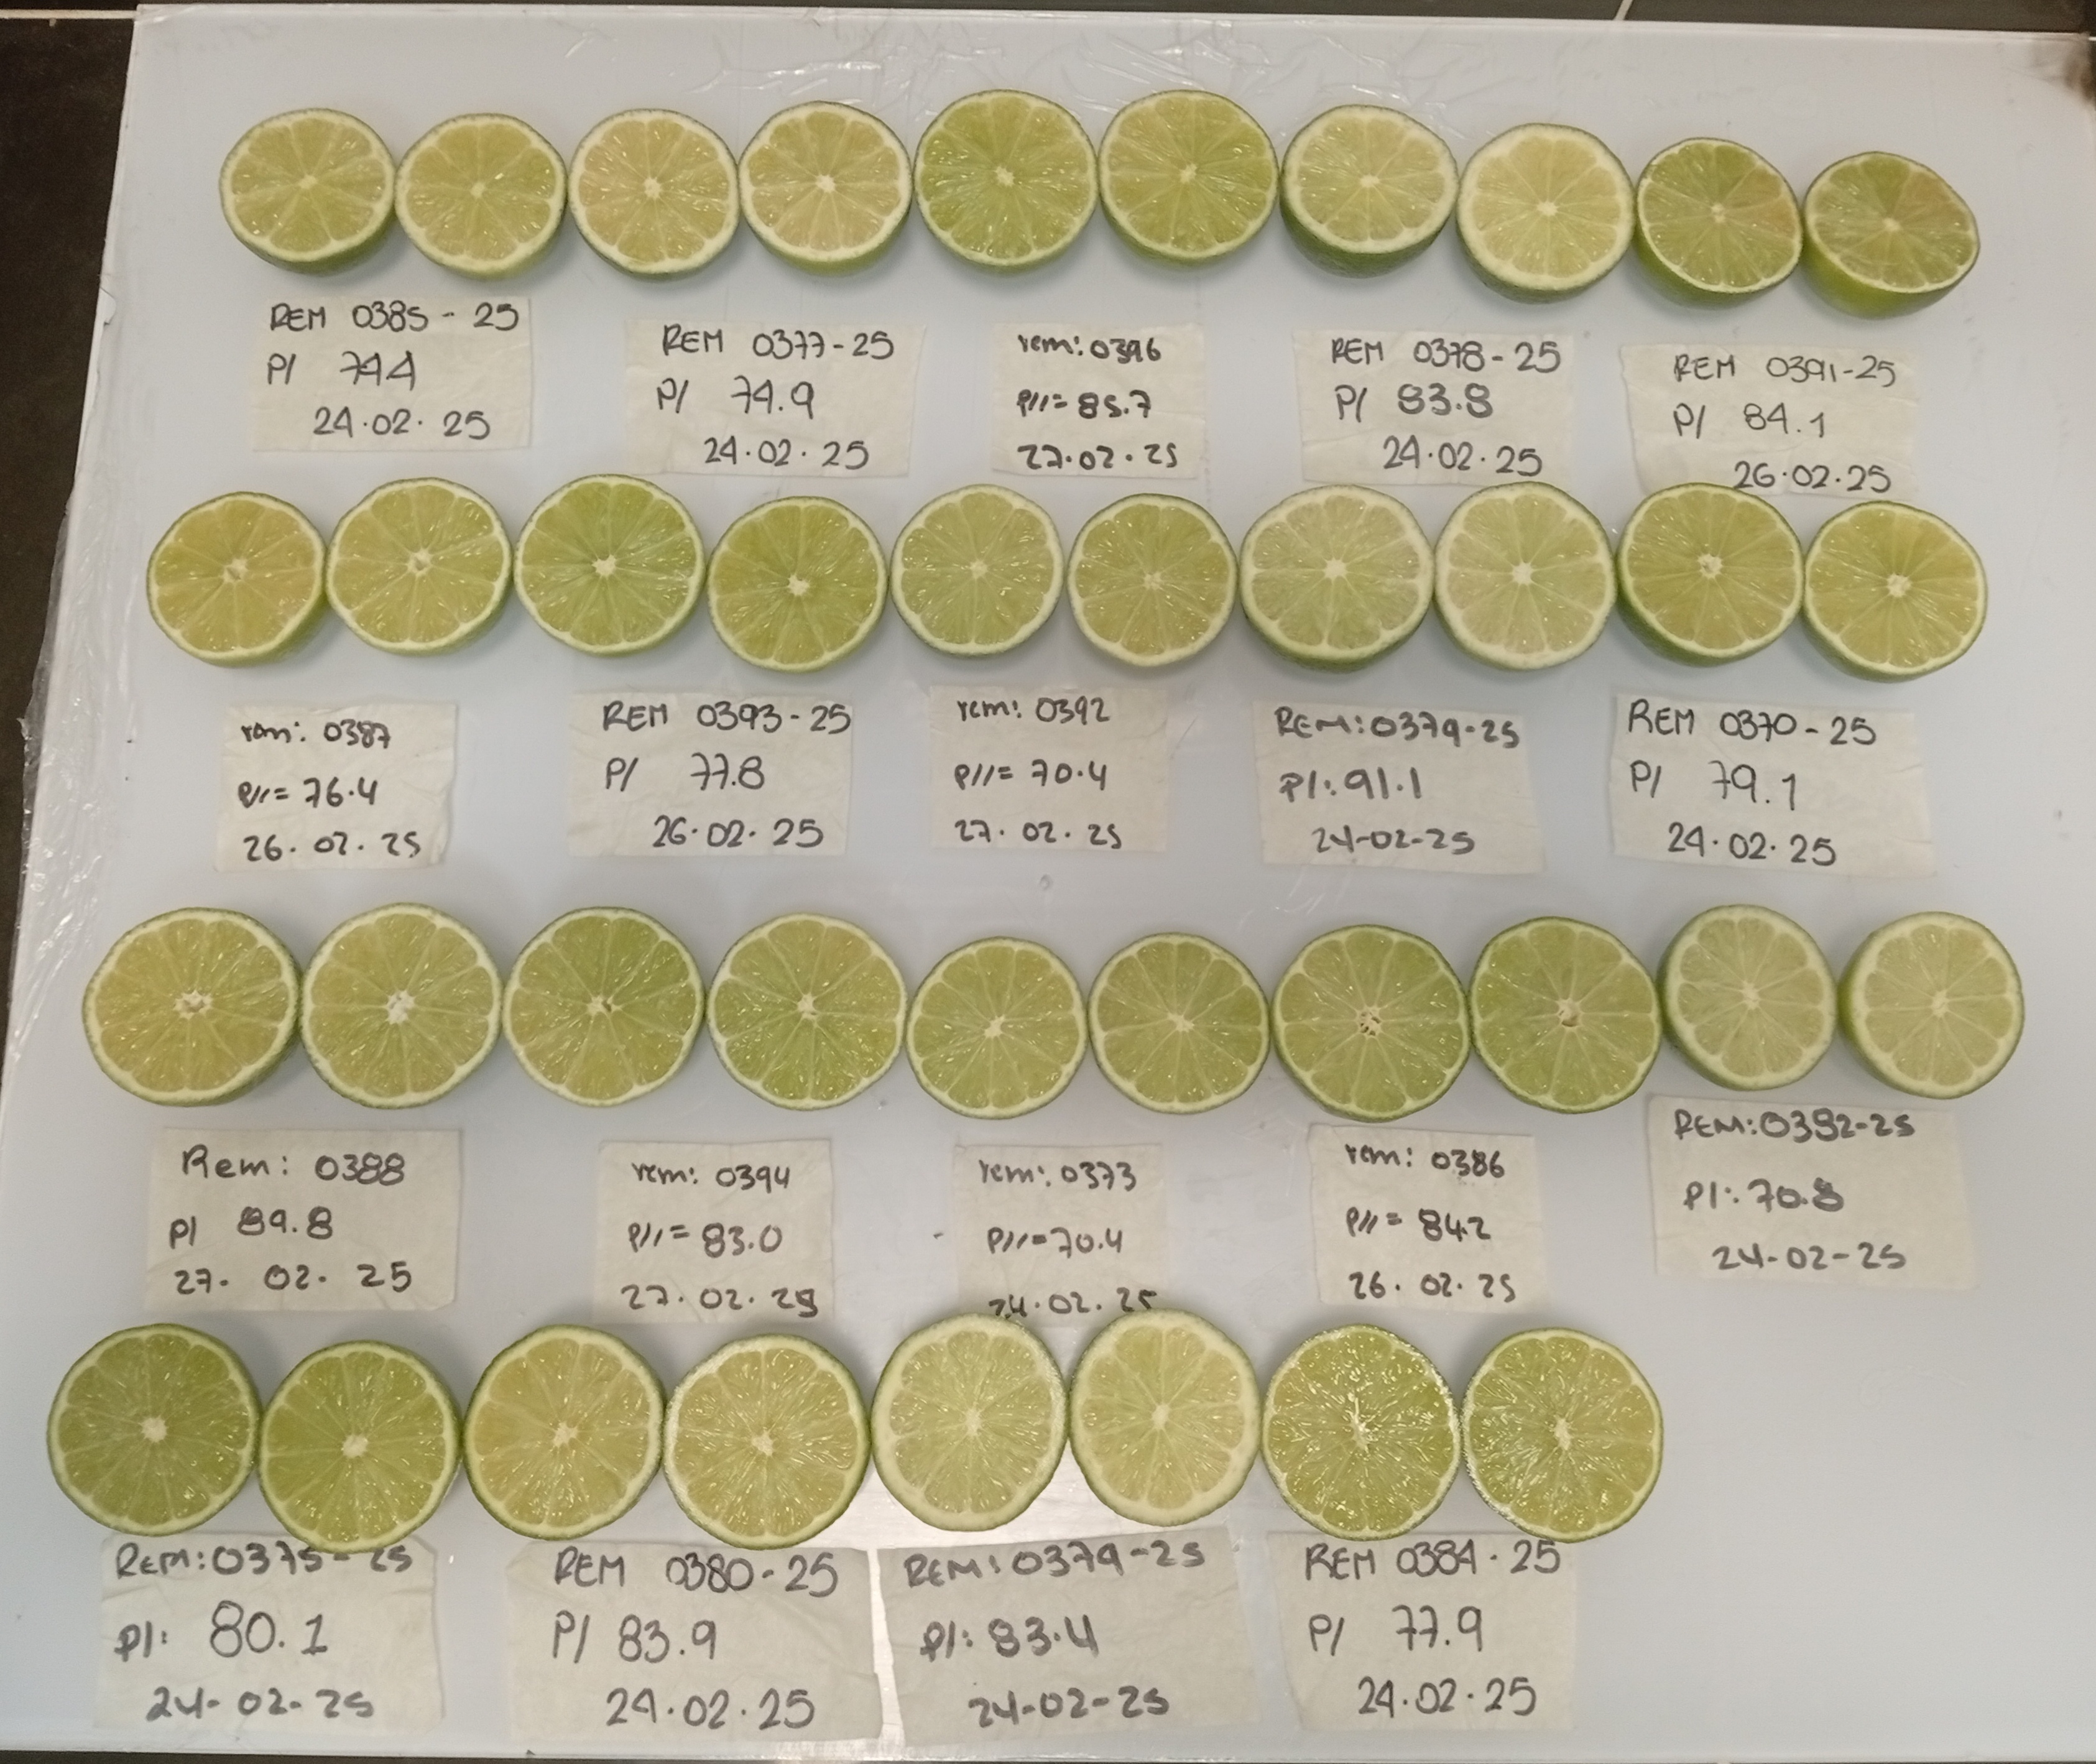 REM 0385-25
P/ 74.4
24.02.25
REM 0377-25
P/ 74.9
24.02.25
rem: 0396
P//= 85.7
27.02.25
REM 0378-25
P/ 83.8
24.02.25
REM 0391-25
P/ 84.1
26.02.25
rem: 0387
P//= 76.4
26.02.25
REM 0393-25
P/ 77.8
26.02.25
rem: 0392
P//= 70.4
27.02.25
REM:0379-25
P/: 91.1
24-02-25
REM 0370-25
P/ 79.1
24.02.25
Rem: 0388
P/ 89.8
27.02.25
rem: 0394
P//= 83.0
27.02.25
rem: 0373
P//=70.4
24.02.25
rem: 0386
P//= 84.2
26.02.25
REM:0382-25
P/: 70.8
24-02-25
REM:0375-25
P/: 80.1
24-02-25
REM 0380-25
P/ 83.9
24.02.25
REM: 0379-25
P/: 83.4
24-02-25
REM 0384-25
P/ 77.9
24.02.25